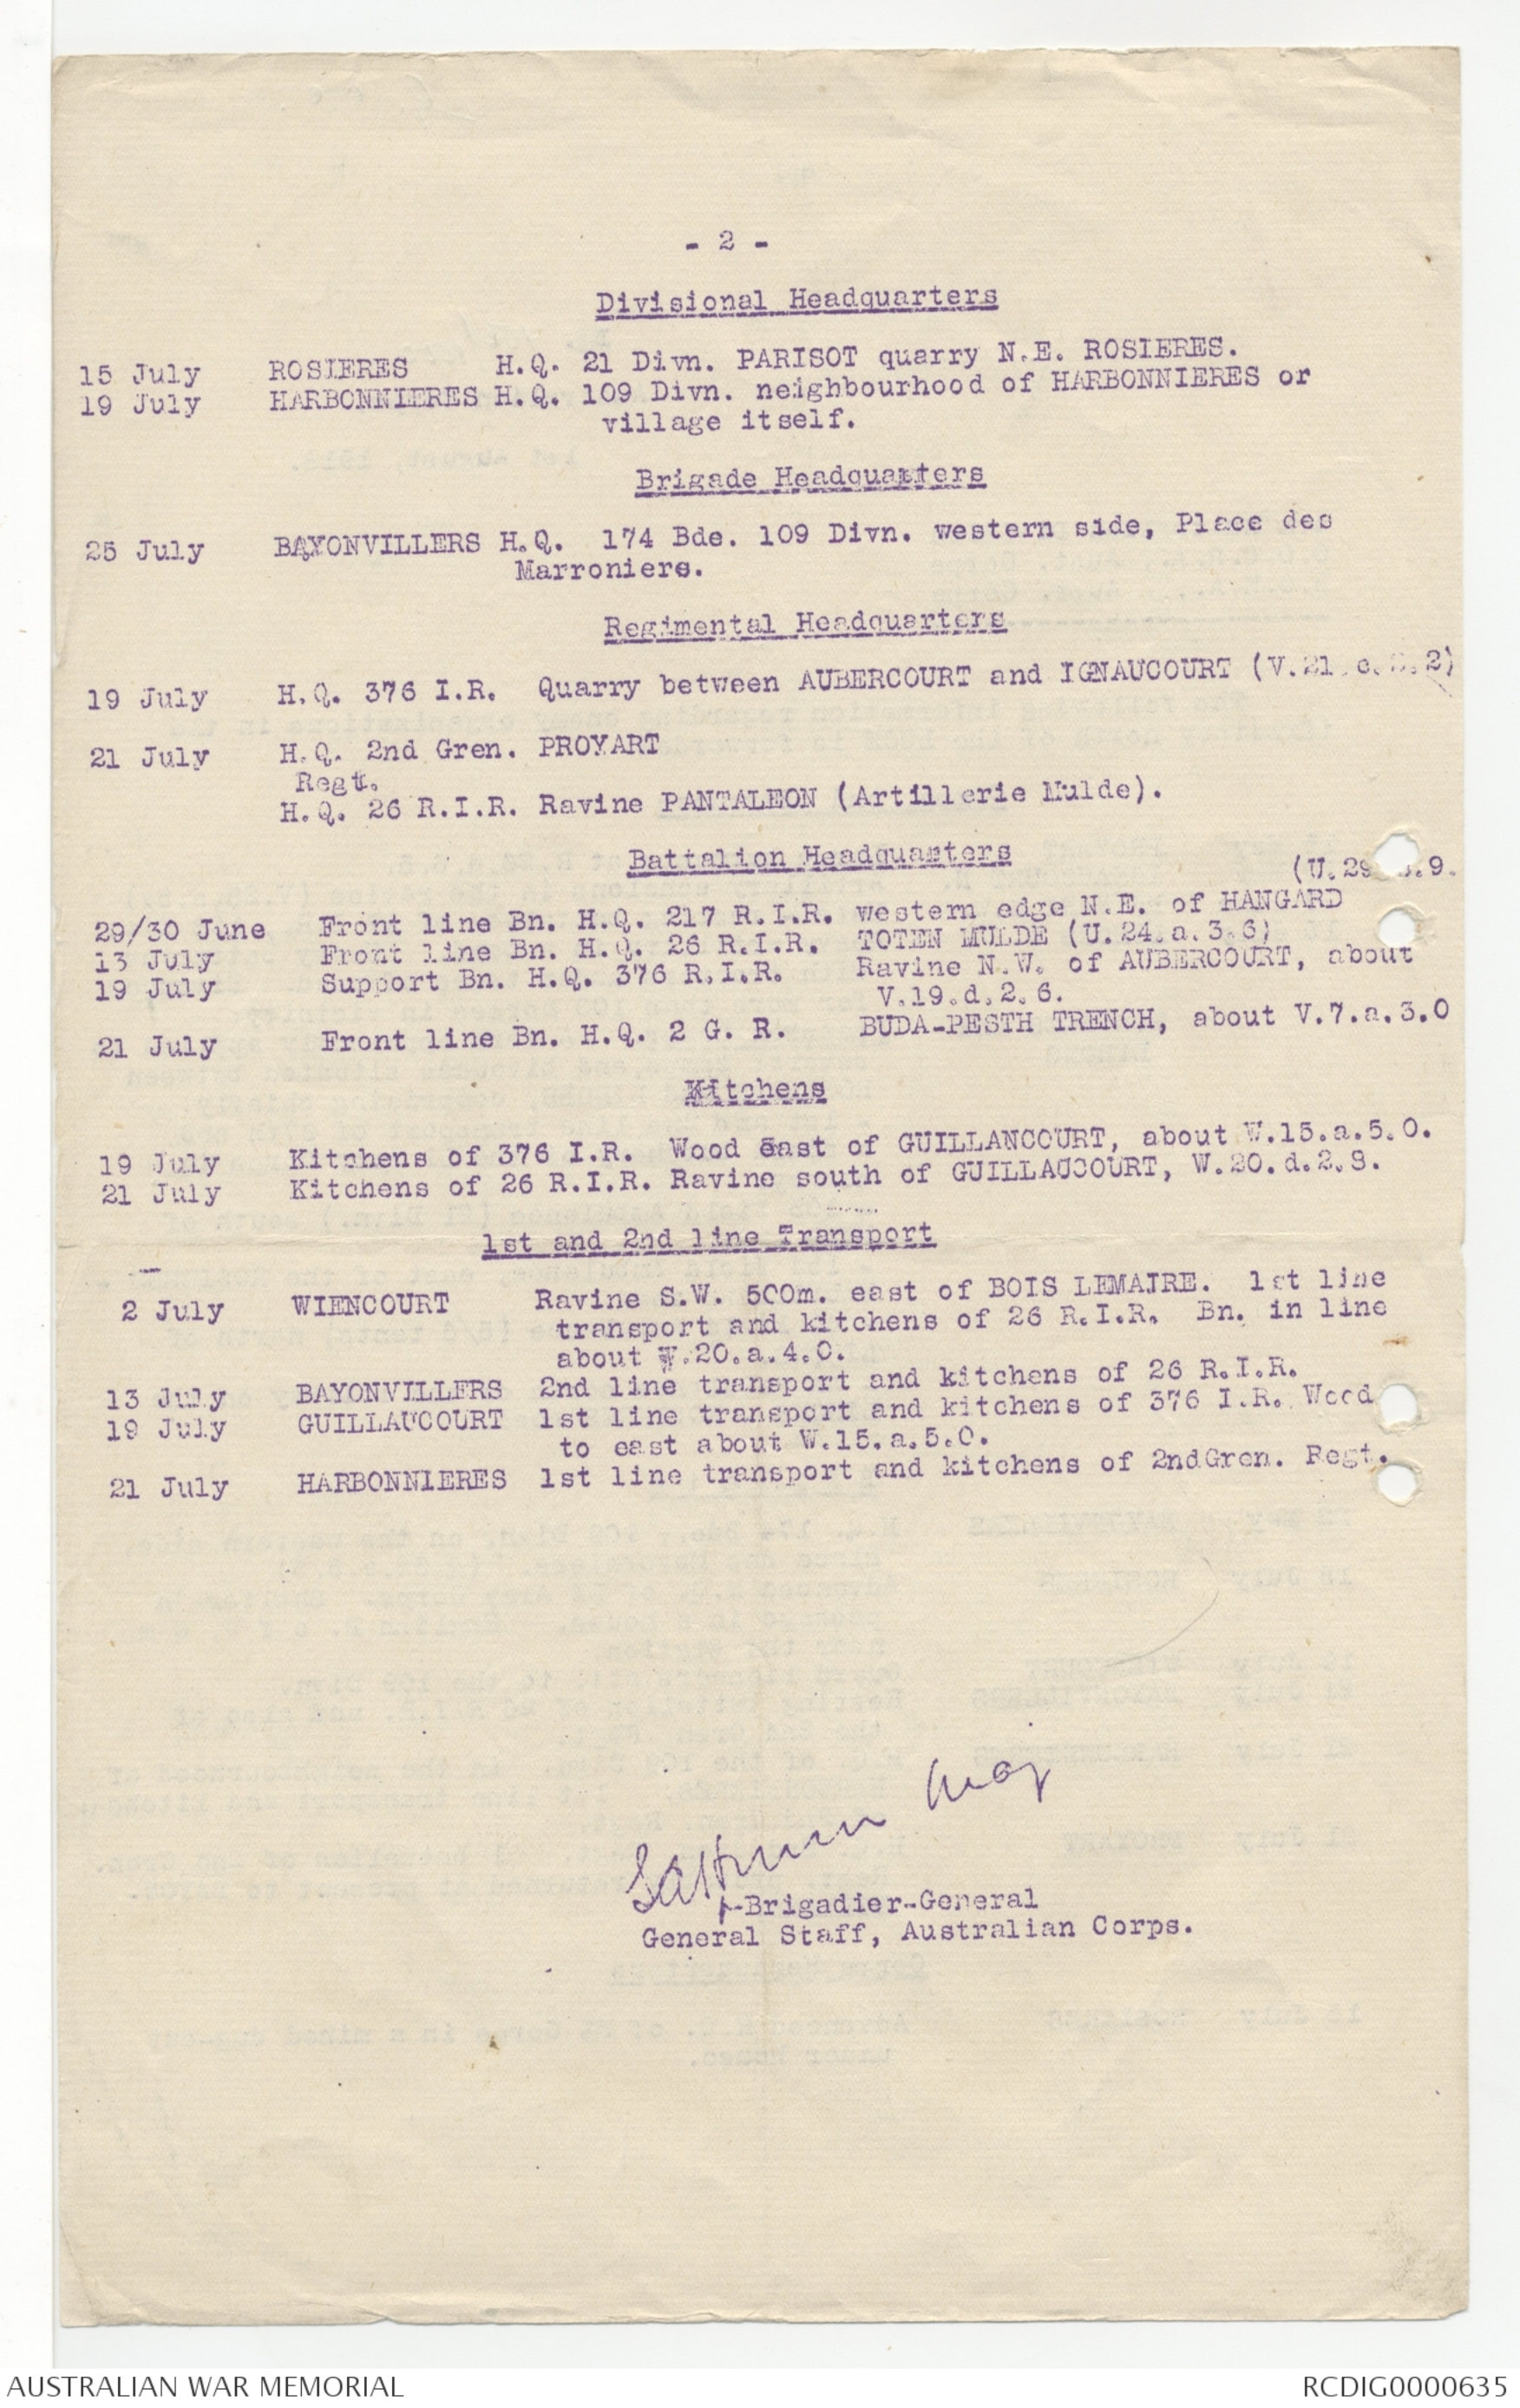 - 2 -
Divisional Headquarters
15 July ROSIERES H.Q. 21 Divn. PARISOT quarry N.E. ROSIERES.
19 July HARBONNIERES H.Q. 109 Divn. neighbourhood of HARBONNIERES or
village itself.
Brigade Headquarters
25 July BAYONVILLERS H.Q. 174 Bde. 109 Divn. western side, Place des
Marroniers.
Regimental Headquarters
19 July H.Q. 376 I.R. Quarry between AUBERCOURT and IGNAUCOURT (V.21.c.
21 July H.Q. 2nd Gren. PROYART
Regt.
H.Q. 26 R.I.R. Ravine PANTALEON (Artillerie Mulde).
Battalion Headquarters
(U.29
29/30 June Front line Bn. H.Q. 217 R.I.R. western edge N.E. of HANGARD
13 July Front line Bn. H.Q. 26 R.I.R. TOTEN MULDE (U.24.a.3.6)
19 July Support Bn. H.Q. 376 R.I.R. Ravine N.W. of AUBERCOURT, about
V.19.d.2.6.
21 July Front line Bn. H.Q. 2 G. R. BUDA-PESTH TRENCH, about V.7.a.3.0
Kitchens
19 July Kitchens of 376 I.R. Wood east of GUILLANCOURT, about W.15.a.5.0.
21 July Kitchens of 26 R.I.R. Ravine south of GUILLAUCOURT, W.20.d.2.8.
1st and 2nd line Transport
2 July WIENCOURT Ravine S.W. 500m. east of BOIS LEMAIRE. 1st line
transport and kitchens of 26 R.I.R. Bn. in line
about W.20.a.4.0.
13 July BAYONVILLERS 2nd line transport and kitchens of 26 R.I.R.
19 July GUILLAUCOURT 1st line transport and kitchens of 376 I.R. Wood
to east about W.15.a.5.0.
21 July HARBONNIERES 1st line transport and kitchens of 2ndGren. Regt.
Maj
Brigadier-General
General Staff, Australian Corps.
AUSTRALIAN WAR MEMORIAL RCDIG0000635